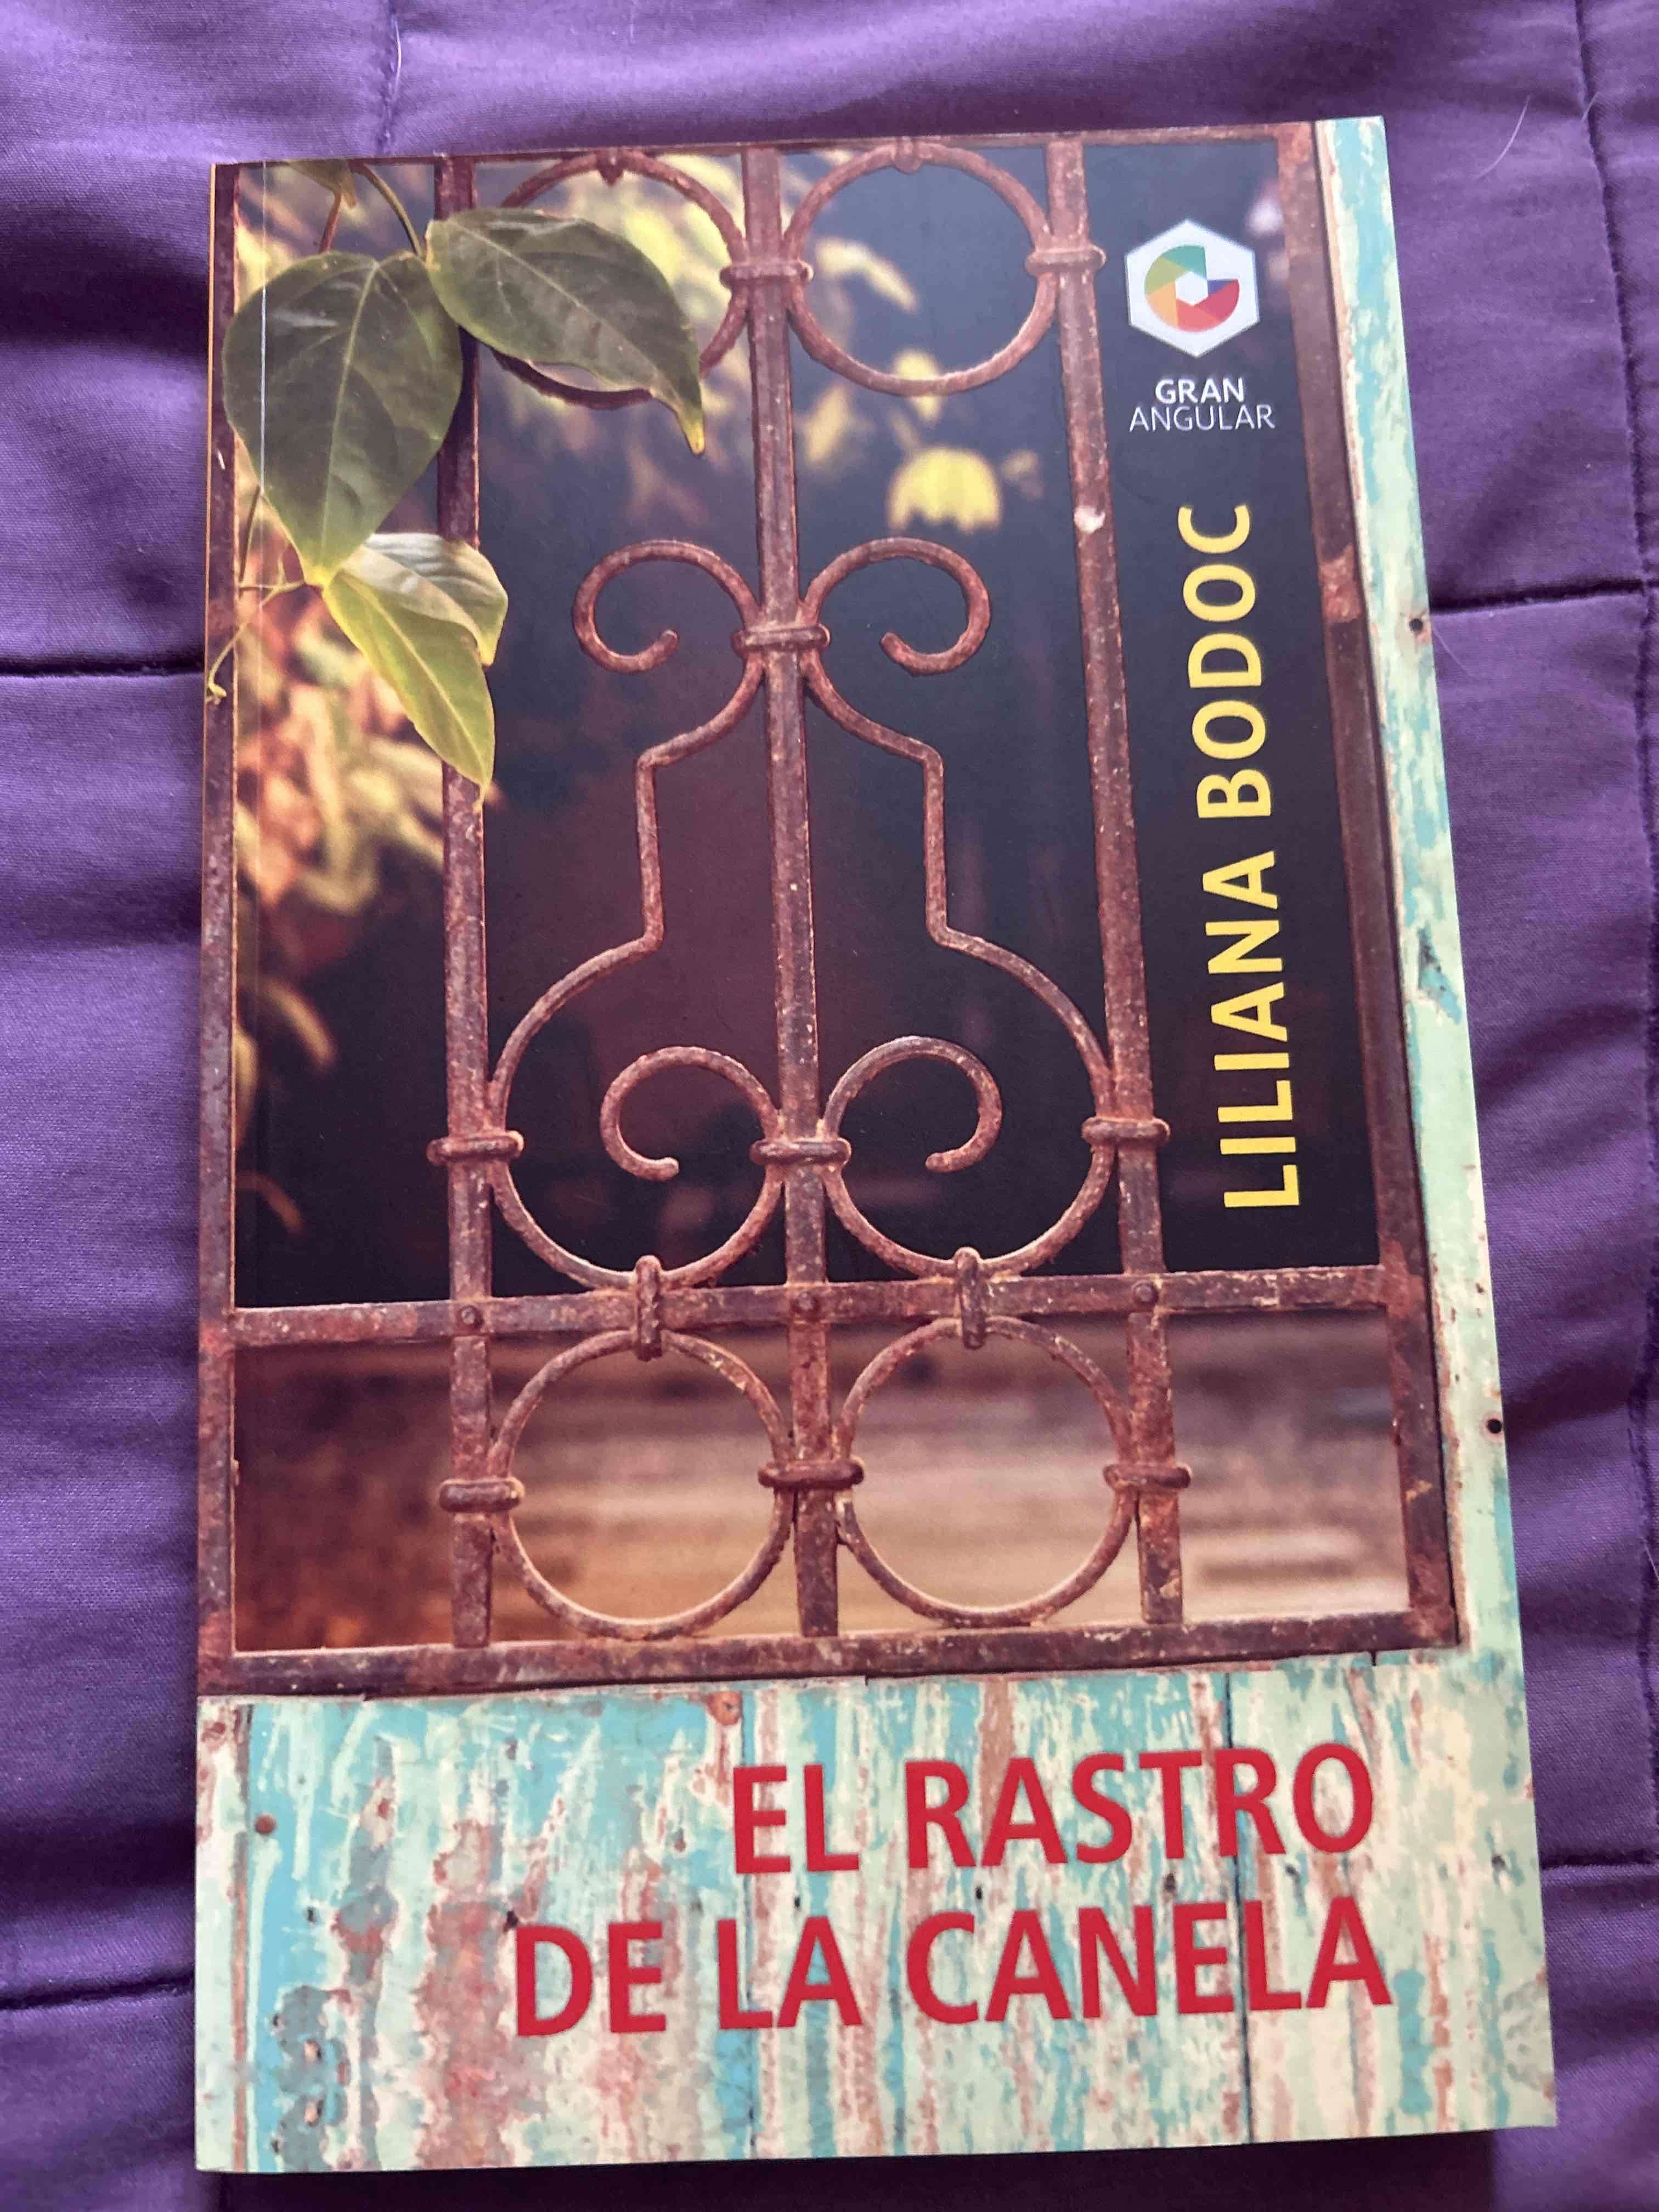 GRAN
ANGULAR
LILIANA BODOC
EL RASTRO
DE LA CANELA